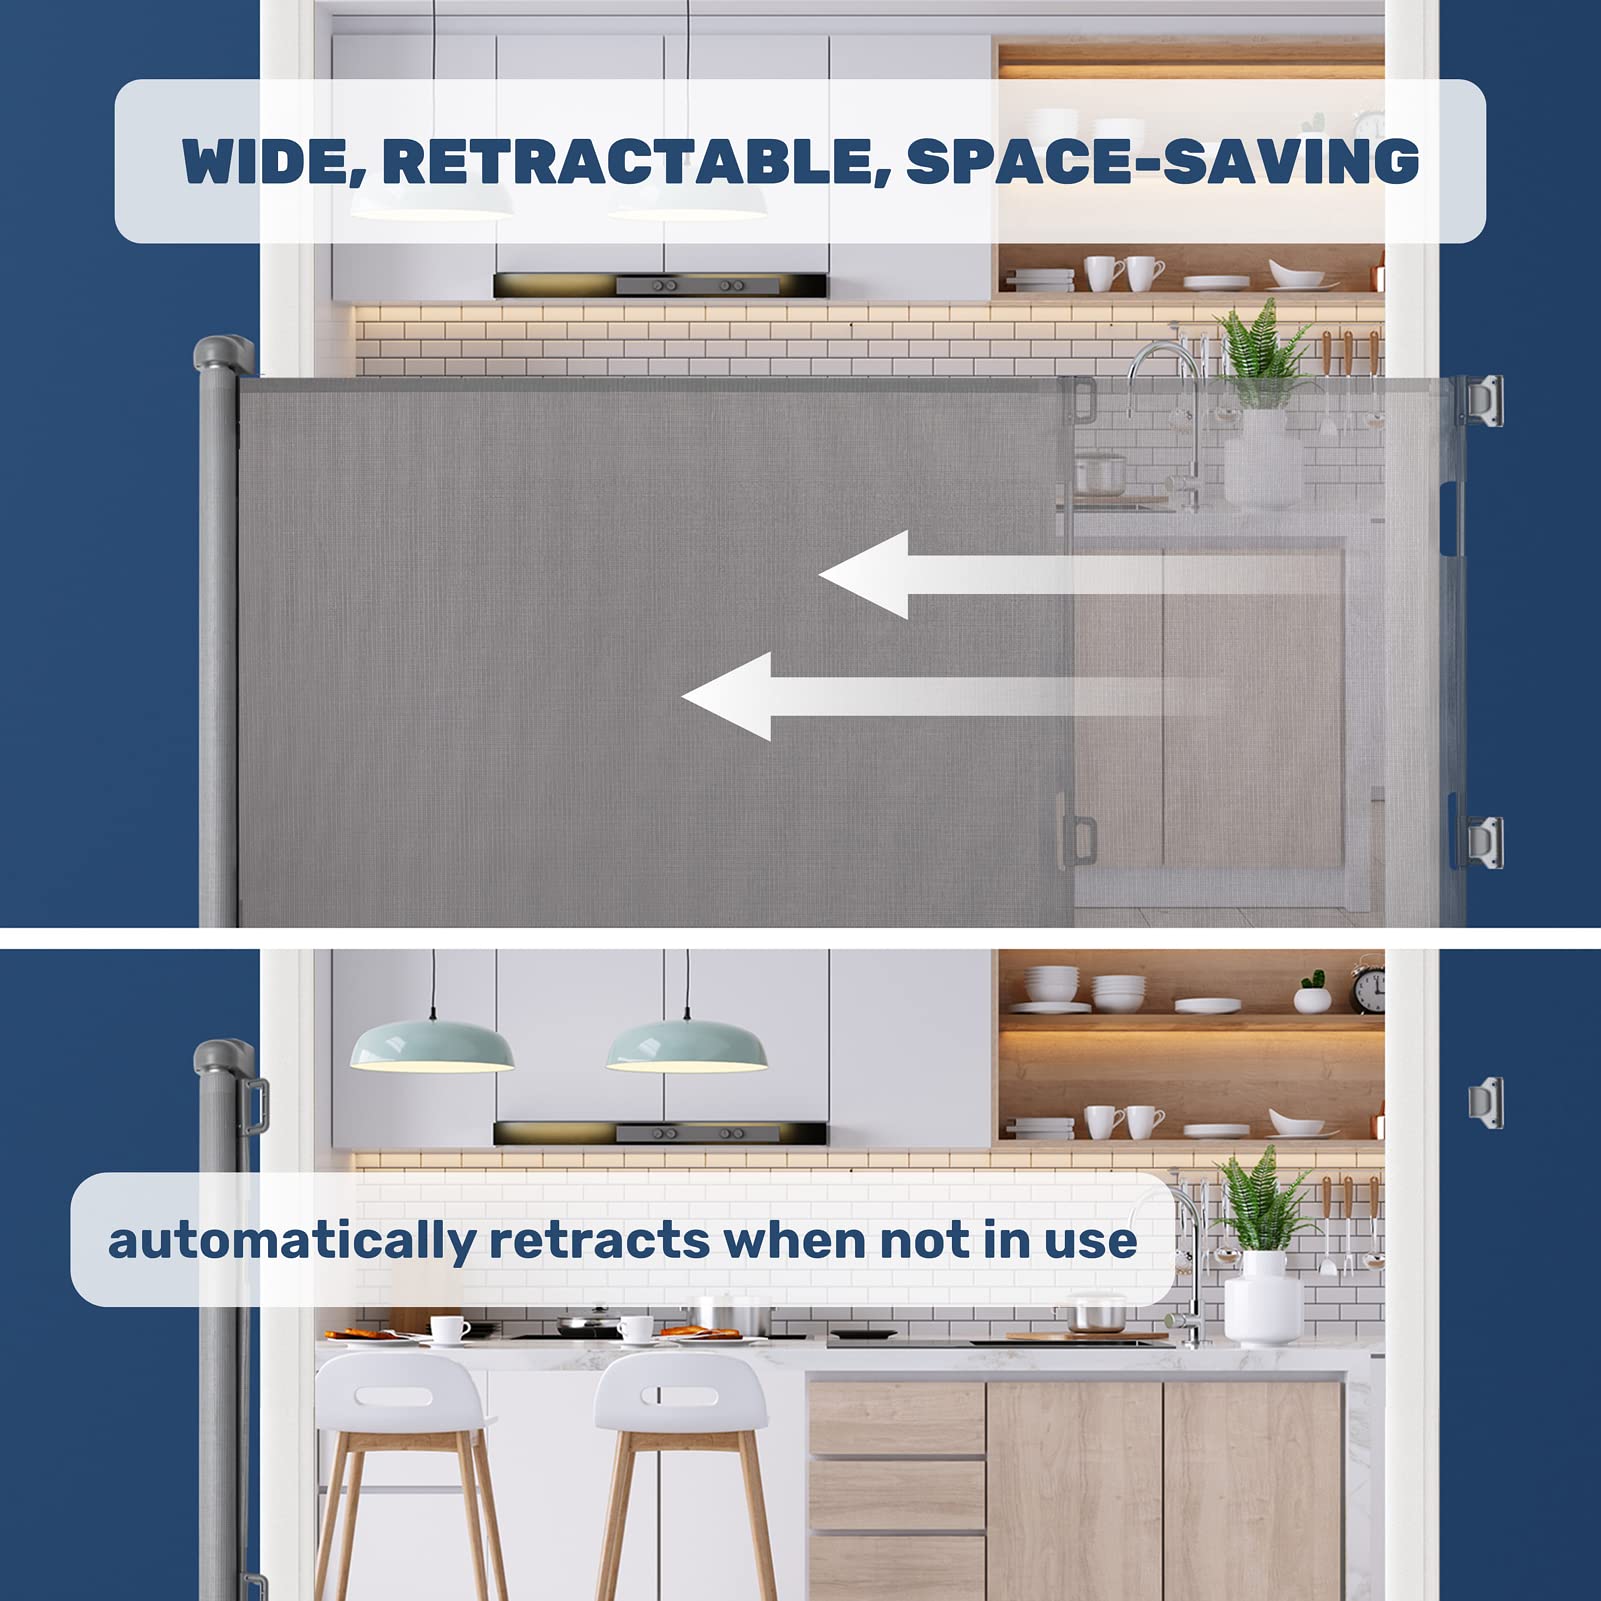 WIDE, RETRACTABLE, SPACE-SAVING
automatically retracts when not in use